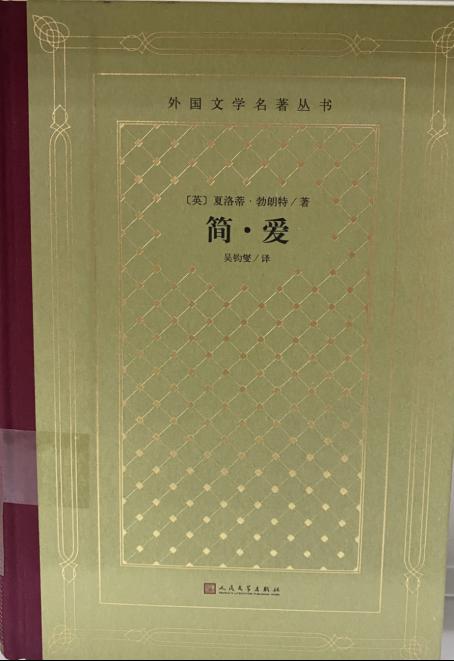 外国文学名著丛书
〔英〕夏洛蒂·勃朗特/著
简·爱
吴钧燮/译
人民文学出版社